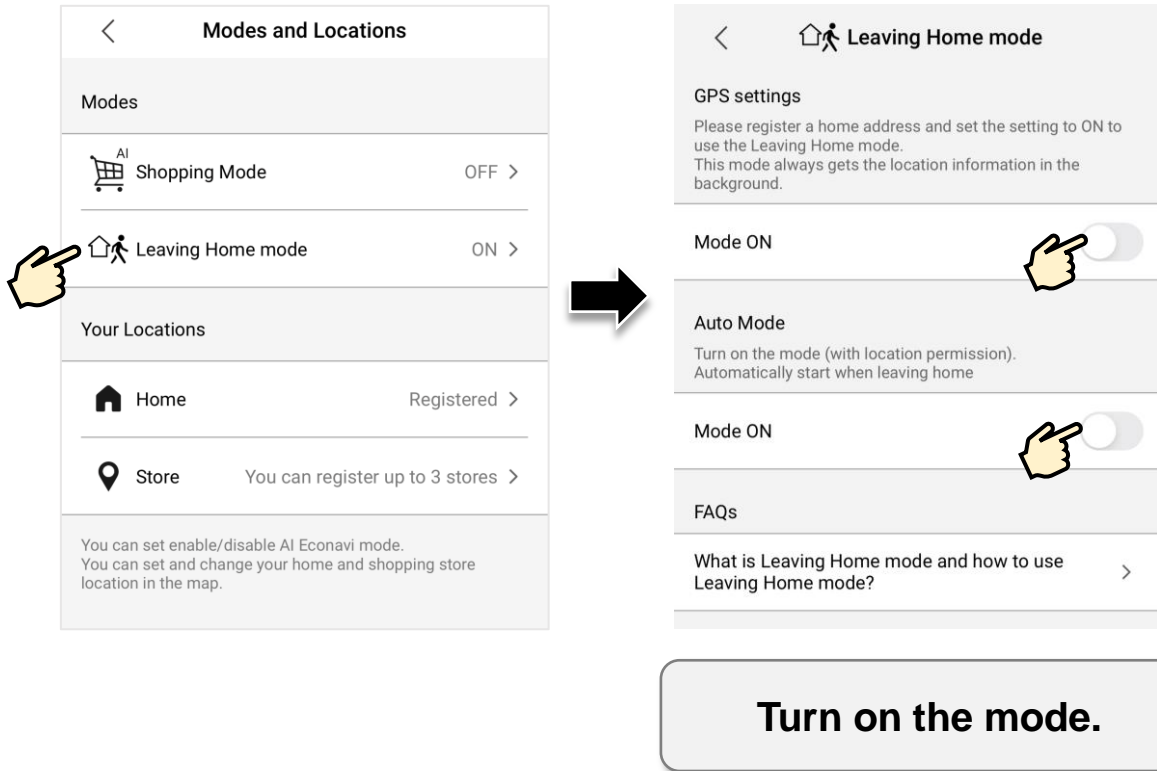 Modes and Locations
Modes
AI
Shopping Mode OFF
Leaving Home mode ON
Your Locations
Home Registered
Store You can register up to 3 stores
You can set enable/disable AI Econavi mode.
You can set and change your home and shopping store
location in the map.
Leaving Home mode
GPS settings
Please register a home address and set the setting to ON to
use the Leaving Home mode.
This mode always gets the location information in the
background.
Mode ON
Auto Mode
Turn on the mode (with location permission).
Automatically start when leaving home
Mode ON
FAQs
What is Leaving Home mode and how to use
Leaving Home mode?
Turn on the mode.